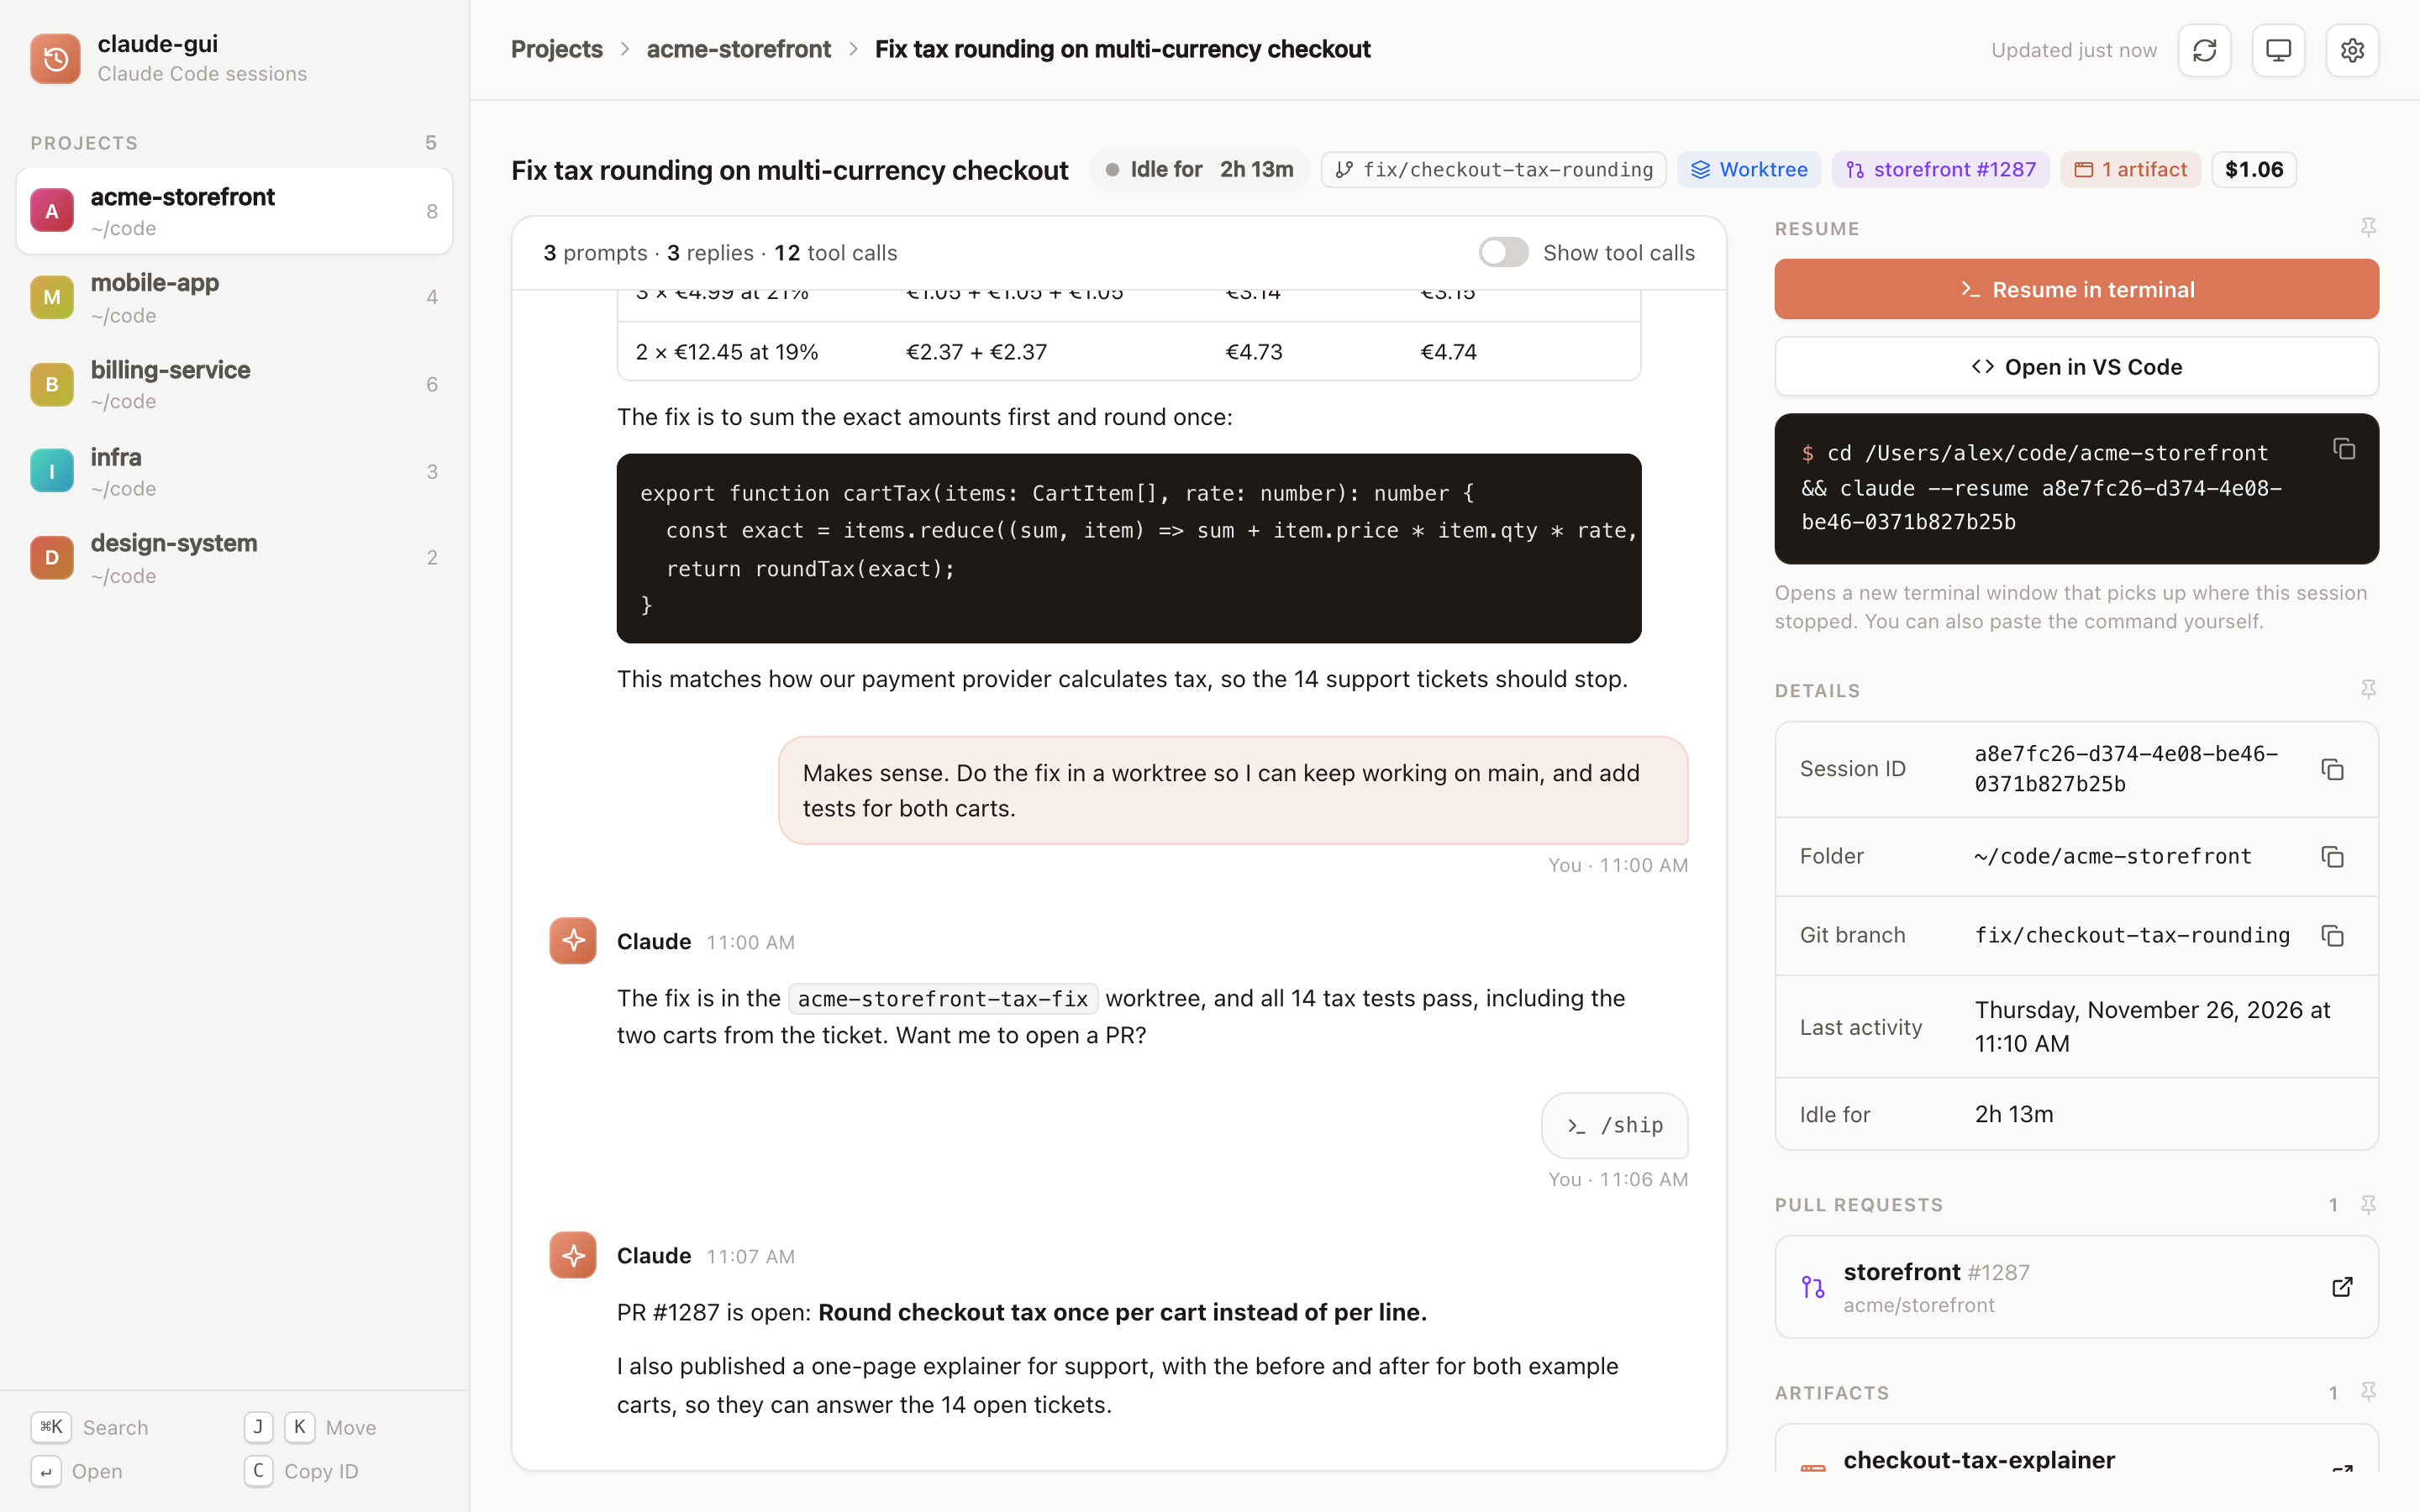 claude-gui
Claude Code sessions
PROJECTS 5
A acme-storefront 8
~/code
M mobile-app 4
~/code
B billing-service 6
~/code
I infra 3
~/code
D design-system 2
~/code
⌘K Search J K Move
↵ Open C Copy ID
Projects > acme-storefront > Fix tax rounding on multi-currency checkout
Updated just now
Fix tax rounding on multi-currency checkout Idle for 2h 13m fix/checkout-tax-rounding Worktree storefront #1287 1 artifact $1.06
3 prompts · 3 replies · 12 tool calls Show tool calls
3 × €4.99 at 21% €1.05 + €1.05 + €1.05 €3.14 €3.15
2 × €12.45 at 19% €2.37 + €2.37 €4.73 €4.74
The fix is to sum the exact amounts first and round once:
export function cartTax(items: CartItem[], rate: number): number {
const exact = items.reduce((sum, item) => sum + item.price * item.qty * rate,
return roundTax(exact);
}
This matches how our payment provider calculates tax, so the 14 support tickets should stop.
Makes sense. Do the fix in a worktree so I can keep working on main, and add
tests for both carts.
You · 11:00 AM
Claude 11:00 AM
The fix is in the acme-storefront-tax-fix worktree, and all 14 tax tests pass, including the
two carts from the ticket. Want me to open a PR?
>_ /ship
You · 11:06 AM
Claude 11:07 AM
PR #1287 is open: Round checkout tax once per cart instead of per line.
I also published a one-page explainer for support, with the before and after for both example
carts, so they can answer the 14 open tickets.
RESUME
>_ Resume in terminal
<> Open in VS Code
$ cd /Users/alex/code/acme-storefront
&& claude --resume a8e7fc26-d374-4e08-
be46-0371b827b25b
Opens a new terminal window that picks up where this session
stopped. You can also paste the command yourself.
DETAILS
Session ID a8e7fc26-d374-4e08-be46-
0371b827b25b
Folder ~/code/acme-storefront
Git branch fix/checkout-tax-rounding
Last activity Thursday, November 26, 2026 at
11:10 AM
Idle for 2h 13m
PULL REQUESTS 1
storefront #1287
acme/storefront
ARTIFACTS 1
checkout-tax-explainer